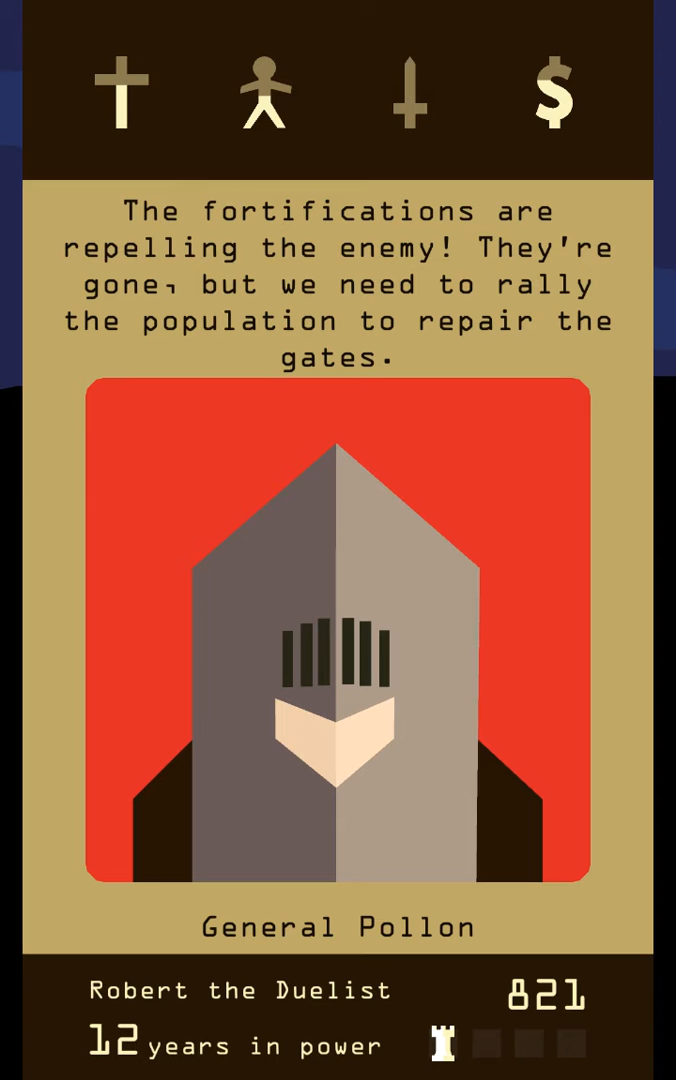 The fortifications are
repelling the enemy! They're
gone, but we need to rally
the population to repair the
gates.
General Pollon
Robert the Duelist
821
12 years in power